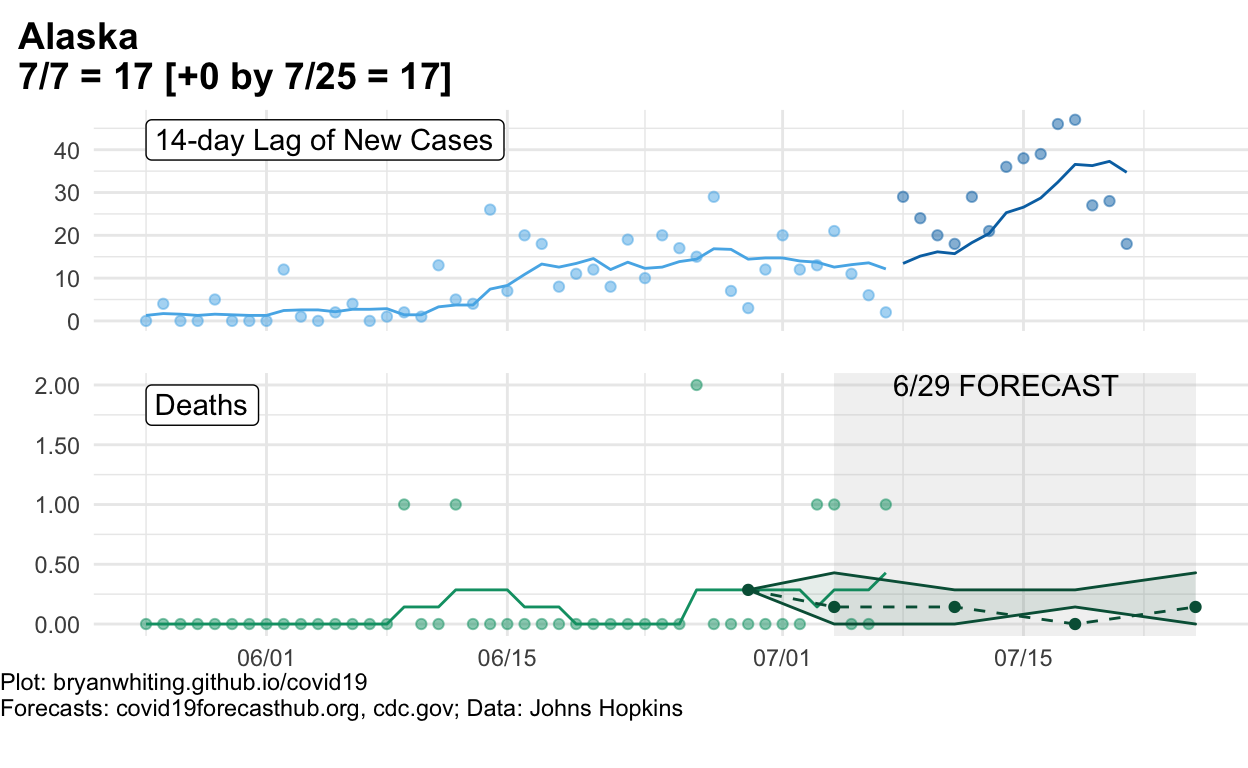 Alaska
7/7 = 17 [+0 by 7/25 = 17]
14-day Lag of New Cases
40
30
20
10
0
Deaths
6/29 FORECAST
2.00
1.50
1.00
0.50
0.00
06/01 06/15 07/01 07/15
Plot: bryanwhiting.github.io/covid19
Forecasts: covid19forecasthub.org, cdc.gov; Data: Johns Hopkins